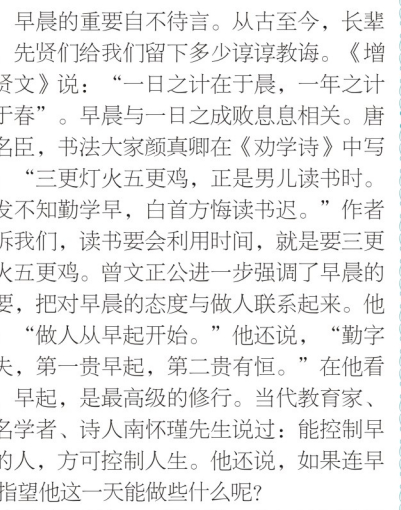 早晨的重要自不待言。从古至今，长辈
先贤们给我们留下多少谆谆教诲。《增
贤文》说：“一日之计在于晨，一年之计
于春”。早晨与一日之成败息息相关。唐
名臣，书法大家颜真卿在《劝学诗》中写
“三更灯火五更鸡，正是男儿读书时。
发不知勤学早，白首方悔读书迟。”作者
诉我们，读书要会利用时间，就是要三更
火五更鸡。曾文正公进一步强调了早晨的
要，把对早晨的态度与做人联系起来。他
“做人从早起开始。”他还说，“勤字
失，第一贵早起，第二贵有恒。”在他看
早起，是最高级的修行。当代教育家、
名学者、诗人南怀瑾先生说过：能控制早
的人，方可控制人生。他还说，如果连早
指望他这一天能做些什么呢？